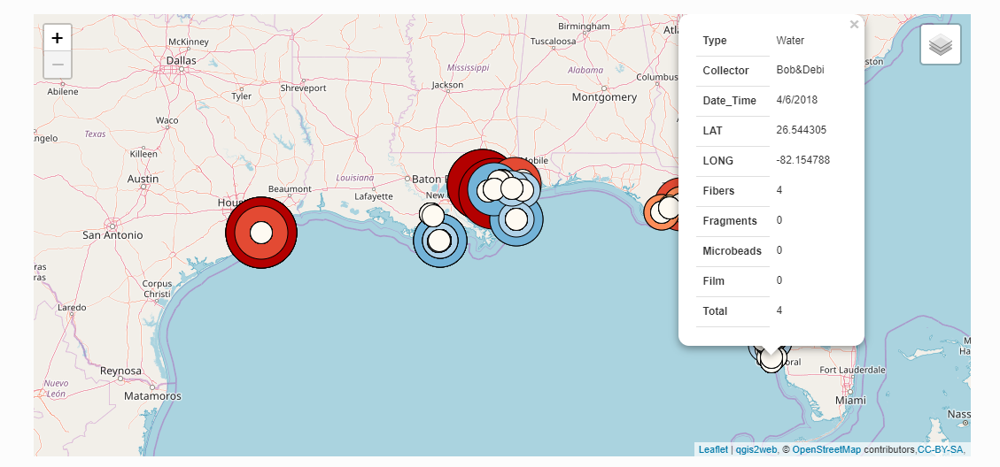 +
−
McKinney
Dallas
Abilene
Tyler
Shreveport
Waco
Texas
Killeen
Austin
Beaumont
San Antonio
Corpus
Christi
Laredo
Reynosa
Nuevo
León
Matamoros
Louisiana
Lafayette
Baton
New
Mississippi
Jackson
Birmingham
Tuscaloosa
Alabama
Montgomery
Columbus
Fort Lauderdale
Miami
×
Type Water
Collector Bob&Debi
Date_Time 4/6/2018
LAT 26.544305
LONG -82.154788
Fibers 4
Fragments 0
Microbeads 0
Film 0
Total 4
Leaflet | qgis2web, © OpenStreetMap contributors,CC-BY-SA,